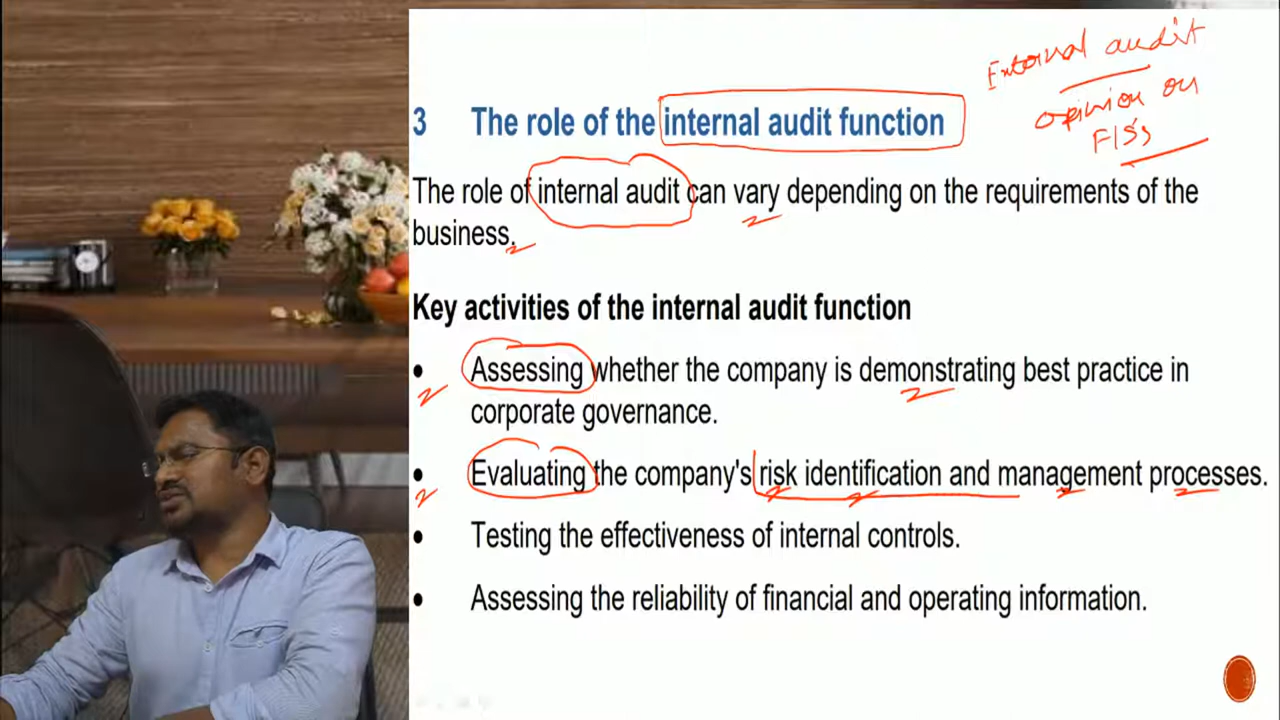 External audit
opinion on
F/S's
3 The role of the internal audit function
The role of internal audit can vary depending on the requirements of the
business.
Key activities of the internal audit function
• Assessing whether the company is demonstrating best practice in
corporate governance.
• Evaluating the company's risk identification and management processes.
• Testing the effectiveness of internal controls.
• Assessing the reliability of financial and operating information.